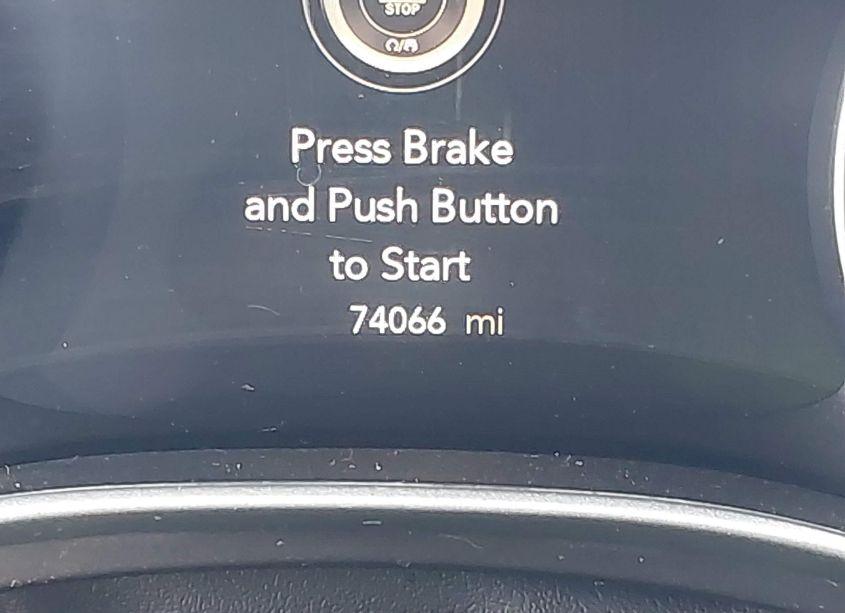 STOP
Press Brake
and Push Button
to Start
74066 mi